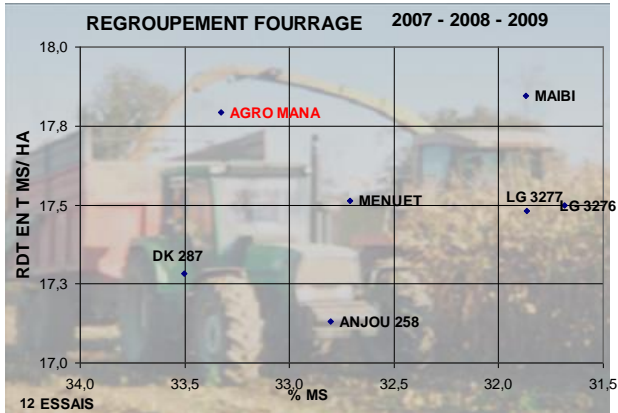 REGROUPEMENT FOURRAGE 2007 - 2008 - 2009
18,0
MAIBI
AGRO MANA
17,8
RDT EN T MS/ HA
MENUET
LG 3277
LG 3276
17,5
DK 287
17,3
ANJOU 258
17,0
34,0 33,5 33,0 32,5 32,0 31,5
% MS
12 ESSAIS